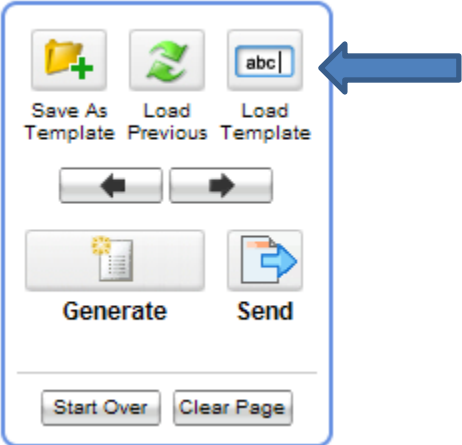 abc
Save As Load Load
Template Previous Template
Generate Send
Start Over Clear Page